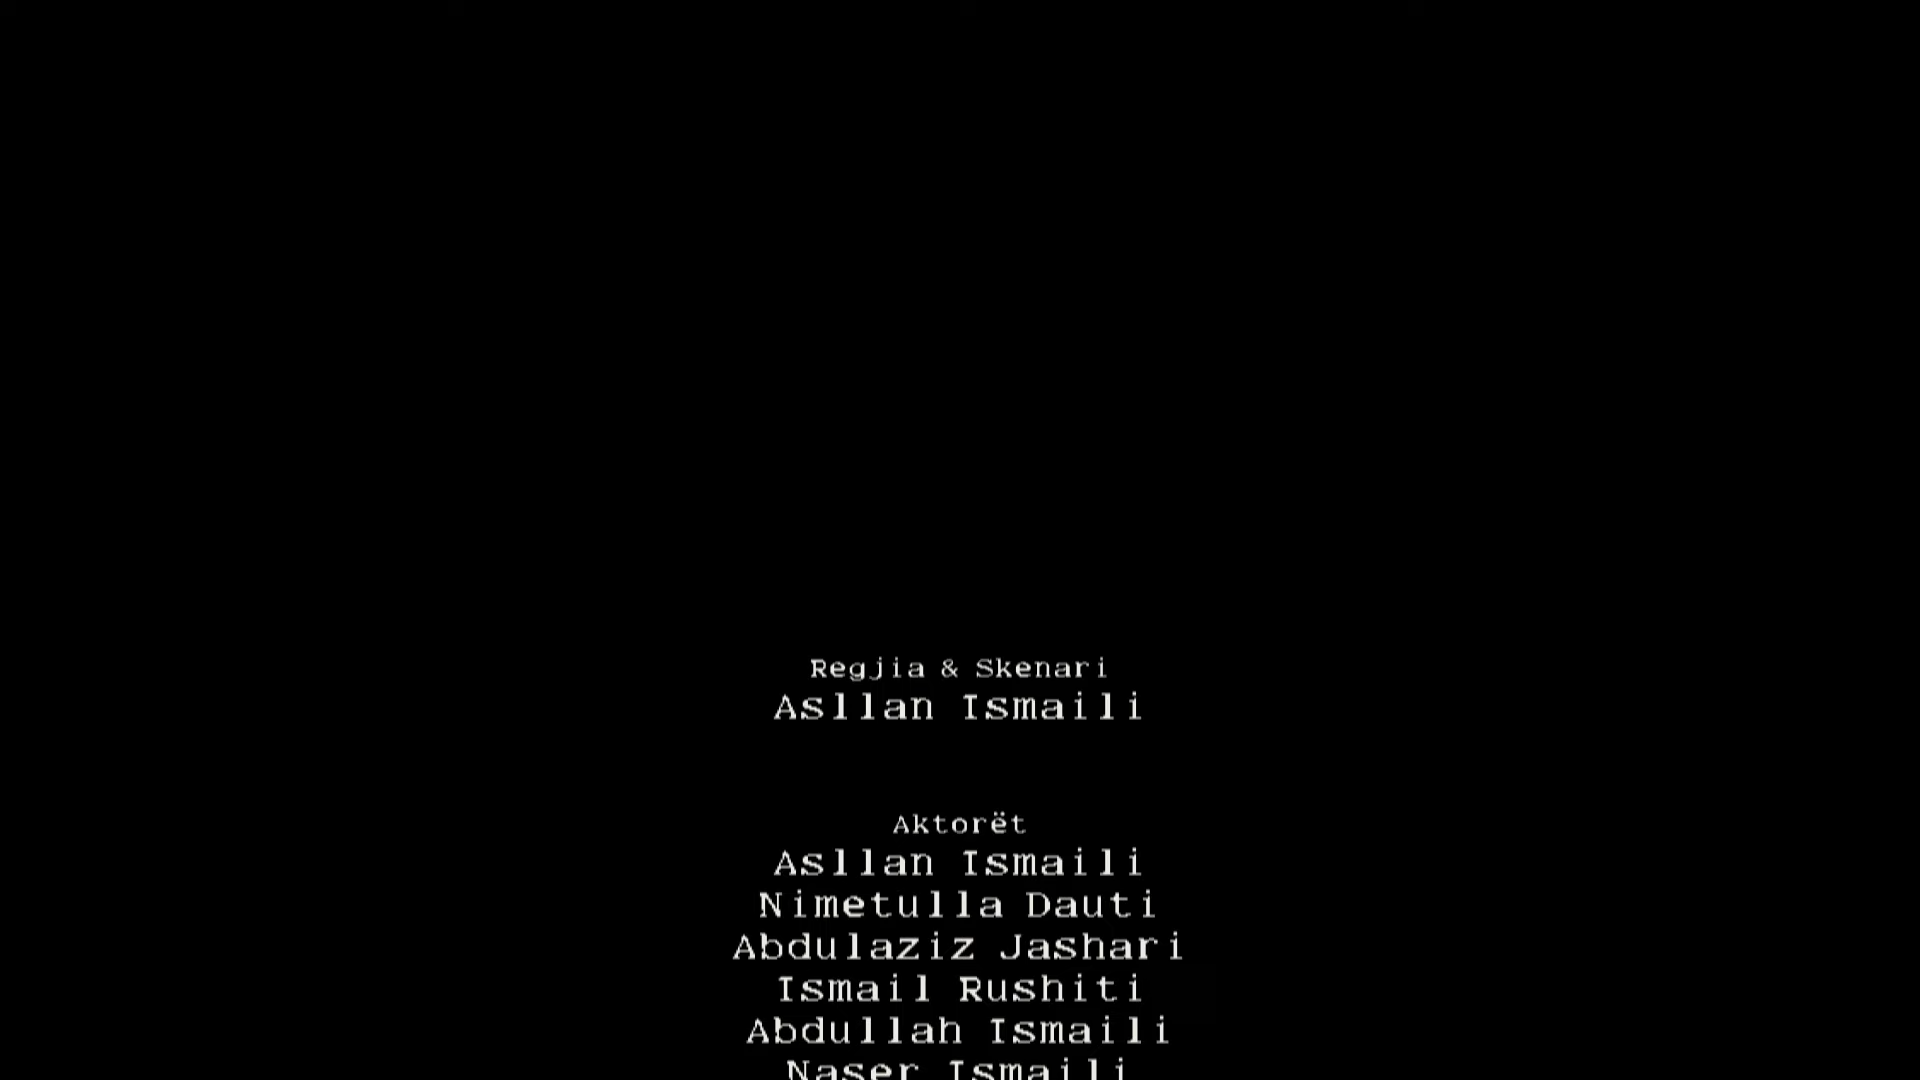 Regjia & Skenari
Asllan Ismaili
Aktorët
Asllan Ismaili
Nimetulla Dauti
Abdulaziz Jashari
Ismail Rushiti
Abdullah Ismaili
Naser Ismaili